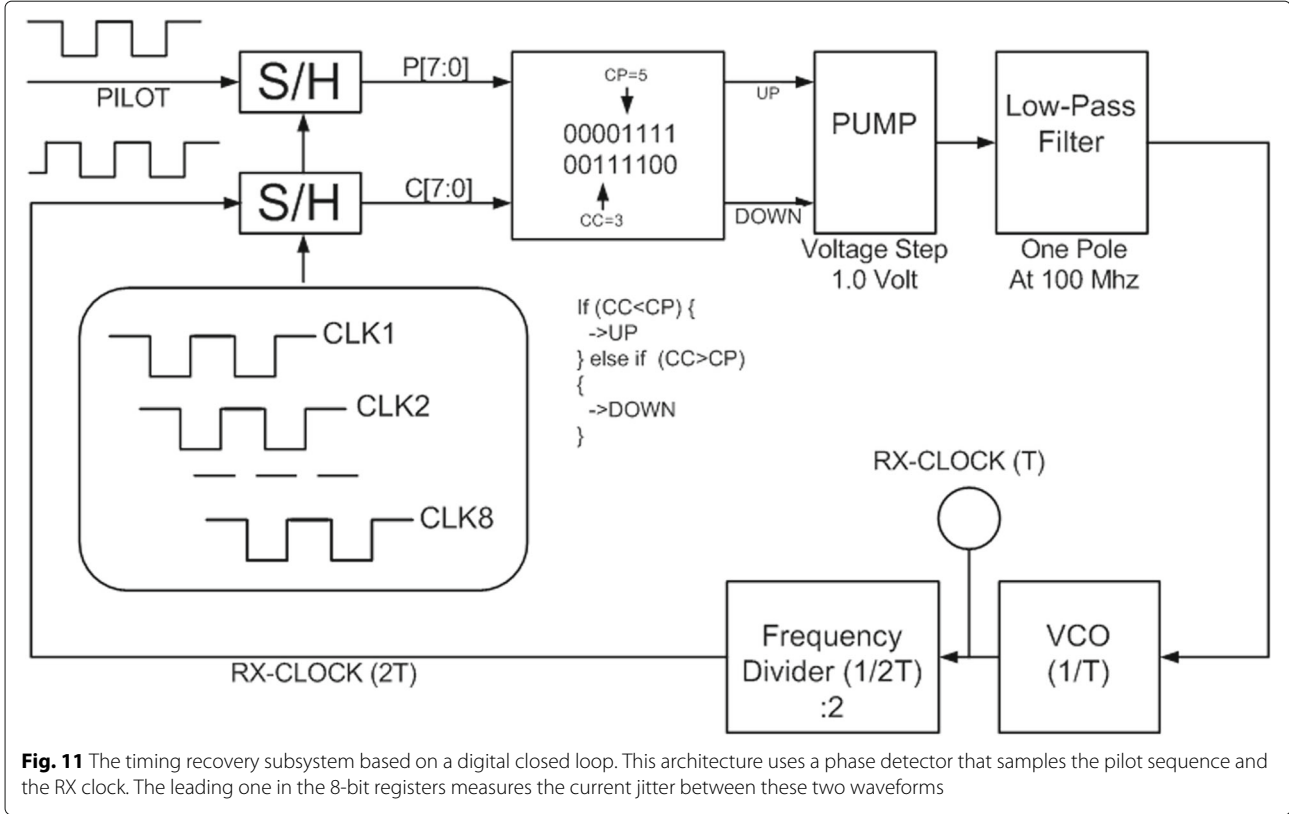 PILOT
S/H
P[7:0]
S/H
C[7:0]
CP=5
00001111
00111100
CC=3
UP
DOWN
PUMP
Voltage Step
1.0 Volt
Low-Pass
Filter
One Pole
At 100 Mhz
CLK1
CLK2
CLK8
If (CC<CP) {
->UP
} else if (CC>CP)
{
->DOWN
}
RX-CLOCK (T)
Frequency
Divider (1/2T)
:2
VCO
(1/T)
RX-CLOCK (2T)
Fig. 11 The timing recovery subsystem based on a digital closed loop. This architecture uses a phase detector that samples the pilot sequence and
the RX clock. The leading one in the 8-bit registers measures the current jitter between these two waveforms